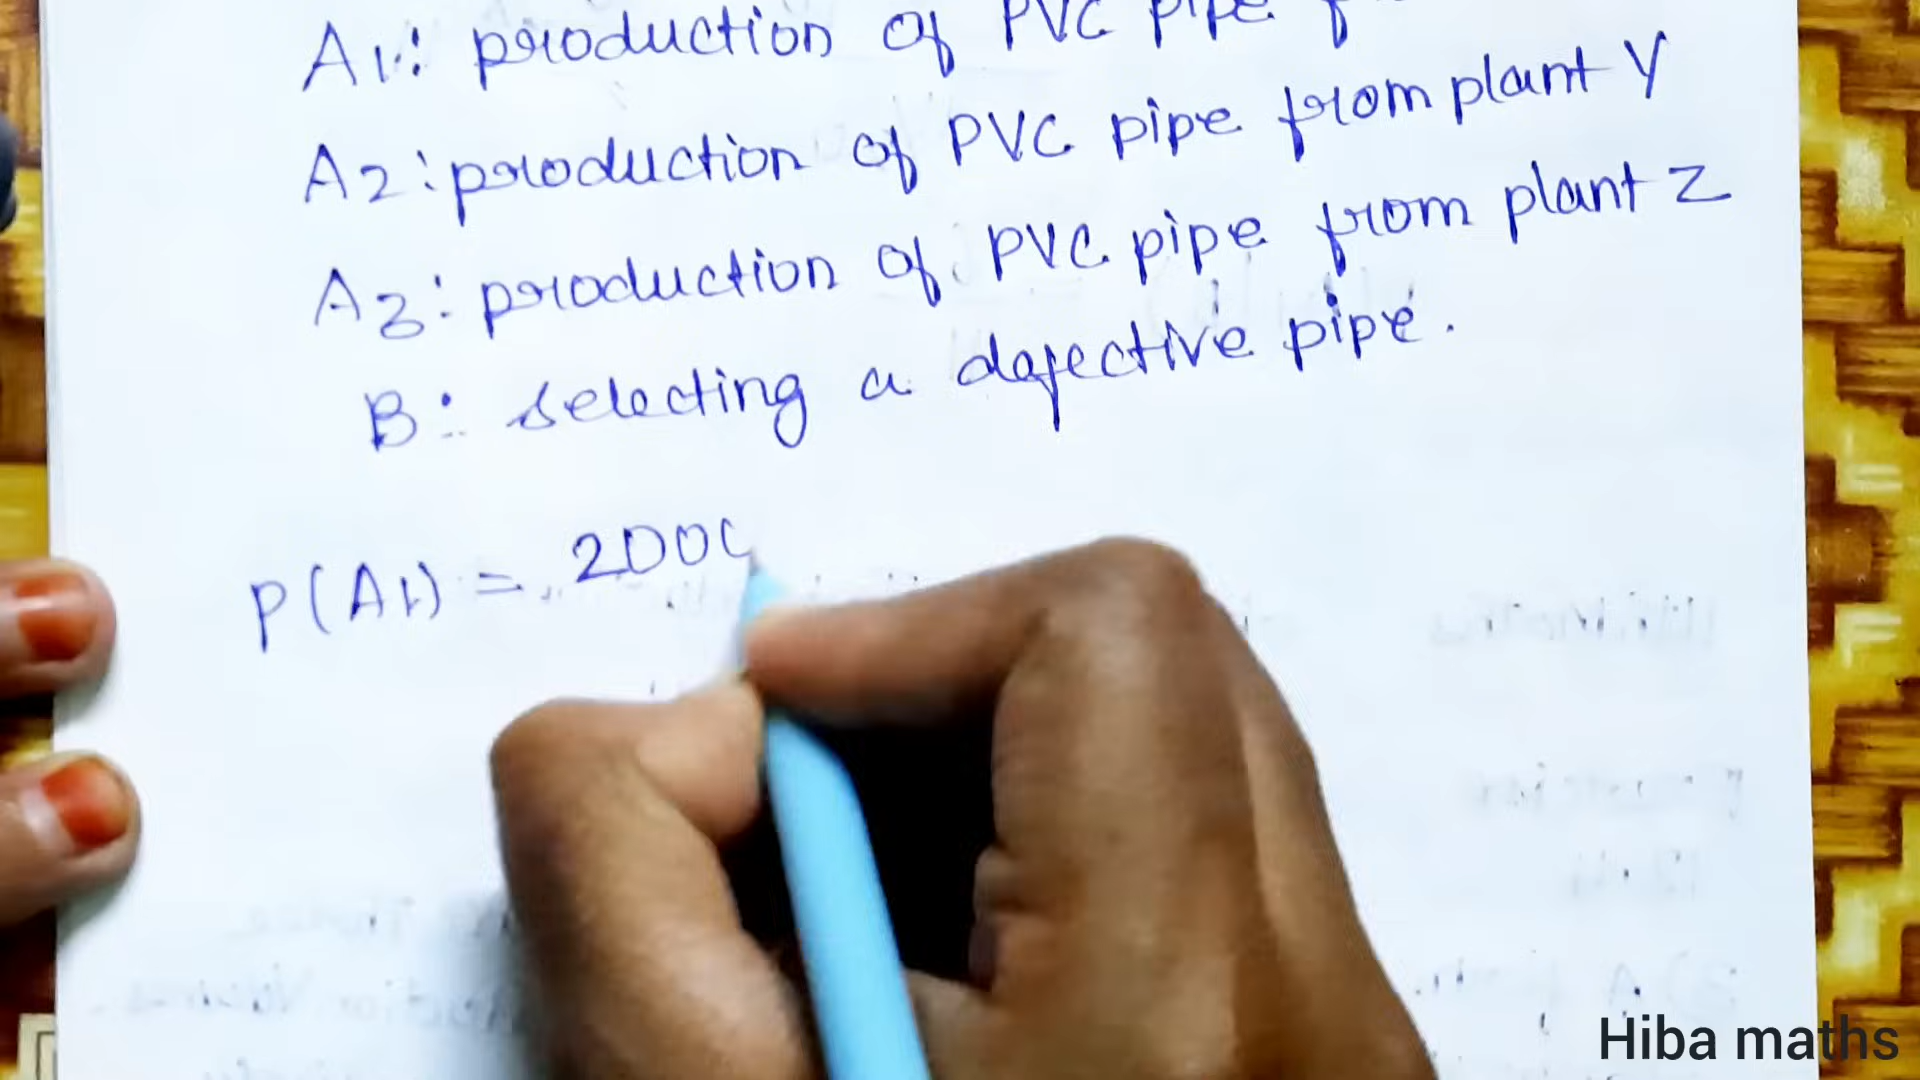 A1: production of PVC pipe
A2: production of PVC pipe from plant Y
A3: production of PVC pipe from plant Z
B: selecting a defective pipe.
P(A1) = 200
Hiba maths